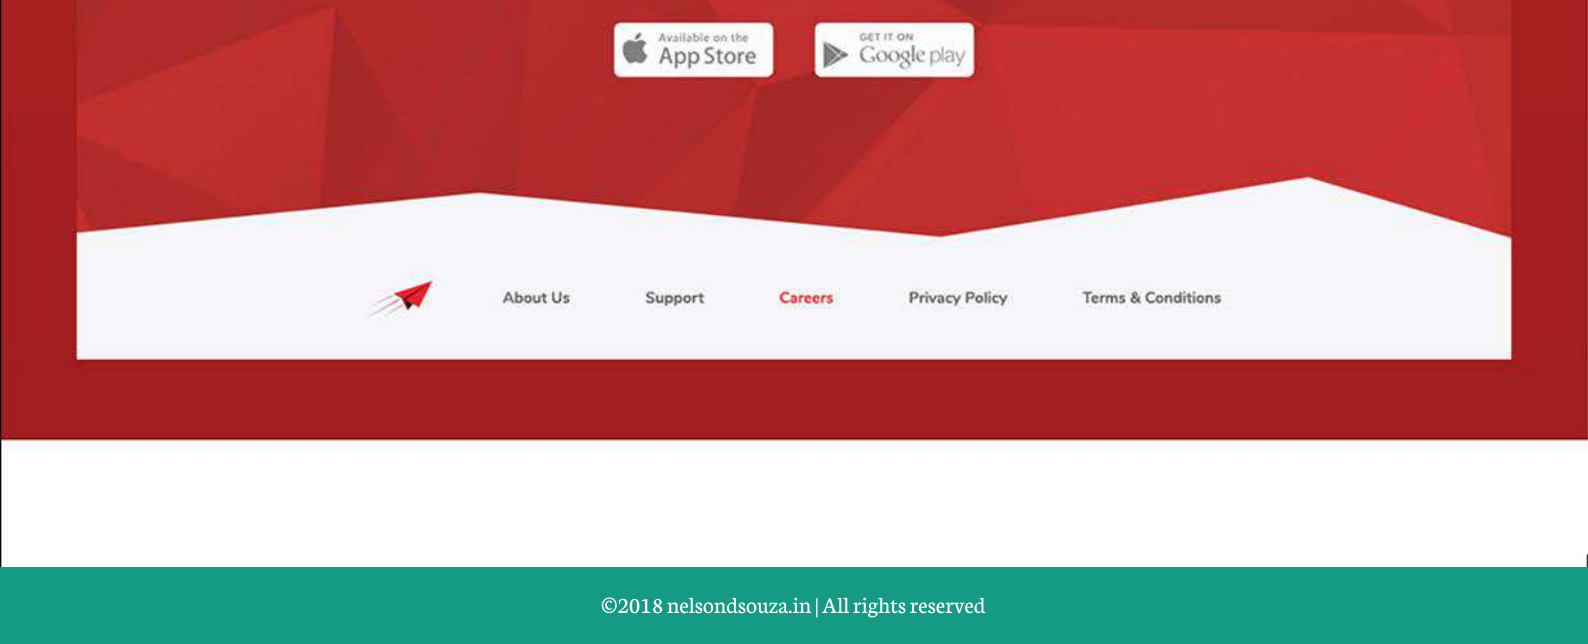 Available on the
App Store
GET IT ON
Google play
About Us
Support
Careers
Privacy Policy
Terms & Conditions
©2018 nelsondsouza.in | All rights reserved